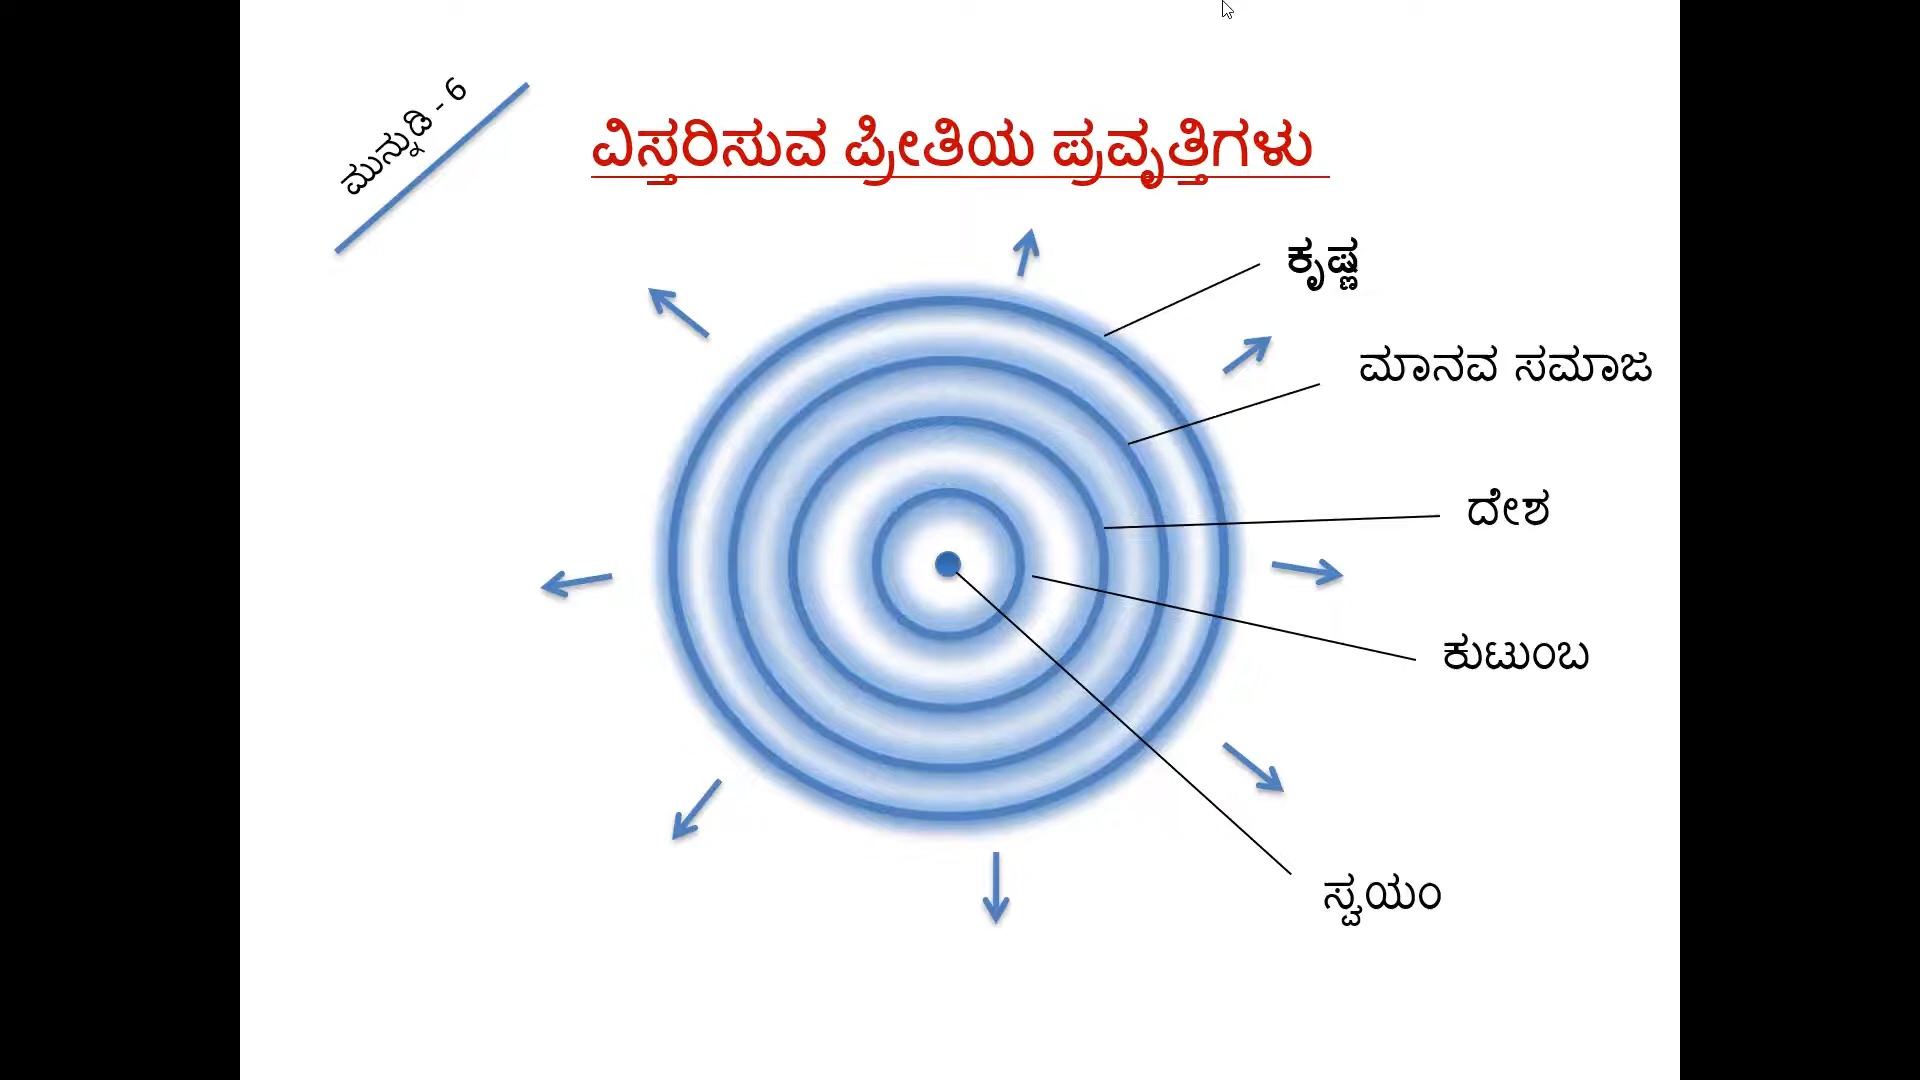 ಮುನ್ನುಡಿ - 6
ವಿಸ್ತರಿಸುವ ಪ್ರೀತಿಯ ಪ್ರವೃತ್ತಿಗಳು
ಕೃಷ್ಣ
ಮಾನವ ಸಮಾಜ
ದೇಶ
ಕುಟುಂಬ
ಸ್ವಯಂ